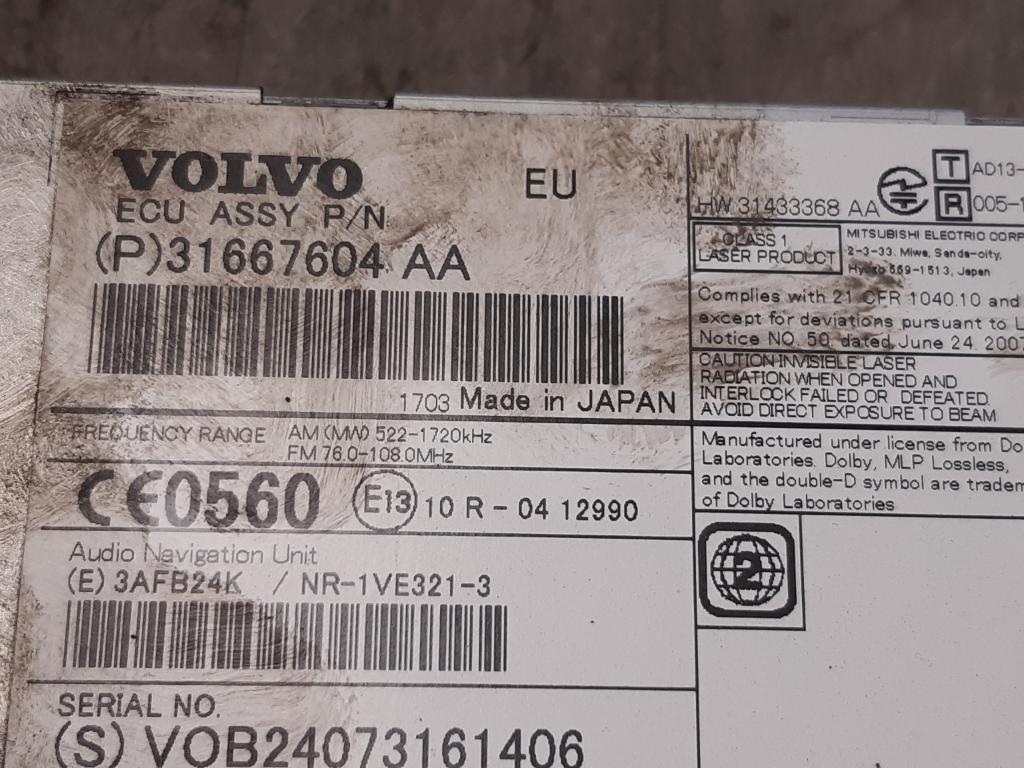 VOLVO
EU
ECU ASSY P/N
(P)31667604 AA
1703 Made in JAPAN
FREQUENCY RANGE AM (MW) 522-1720kHz
FM 76.0-108.0MHz
CE0560 E13 10 R - 04 12990
Audio Navigation Unit
(E) 3AFB24K / NR-1VE321-3
SERIAL NO.
(S) VOB24073161406
HW 31433368 AA
T AD13-
R 005-1
CLASS 1
LASER PRODUCT
MITSUBISHI ELECTRIC CORP
2-3-33, Miwa, Sanda-city,
Hyogo 669-1513, Japan
Complies with 21 CFR 1040.10 and
except for deviations pursuant to L
Notice NO. 50, dated June 24, 2007
CAUTION-INVISIBLE LASER
RADIATION WHEN OPENED AND
INTERLOCK FAILED OR DEFEATED.
AVOID DIRECT EXPOSURE TO BEAM
Manufactured under license from Do
Laboratories. Dolby, MLP Lossless,
and the double-D symbol are tradem
of Dolby Laboratories
2